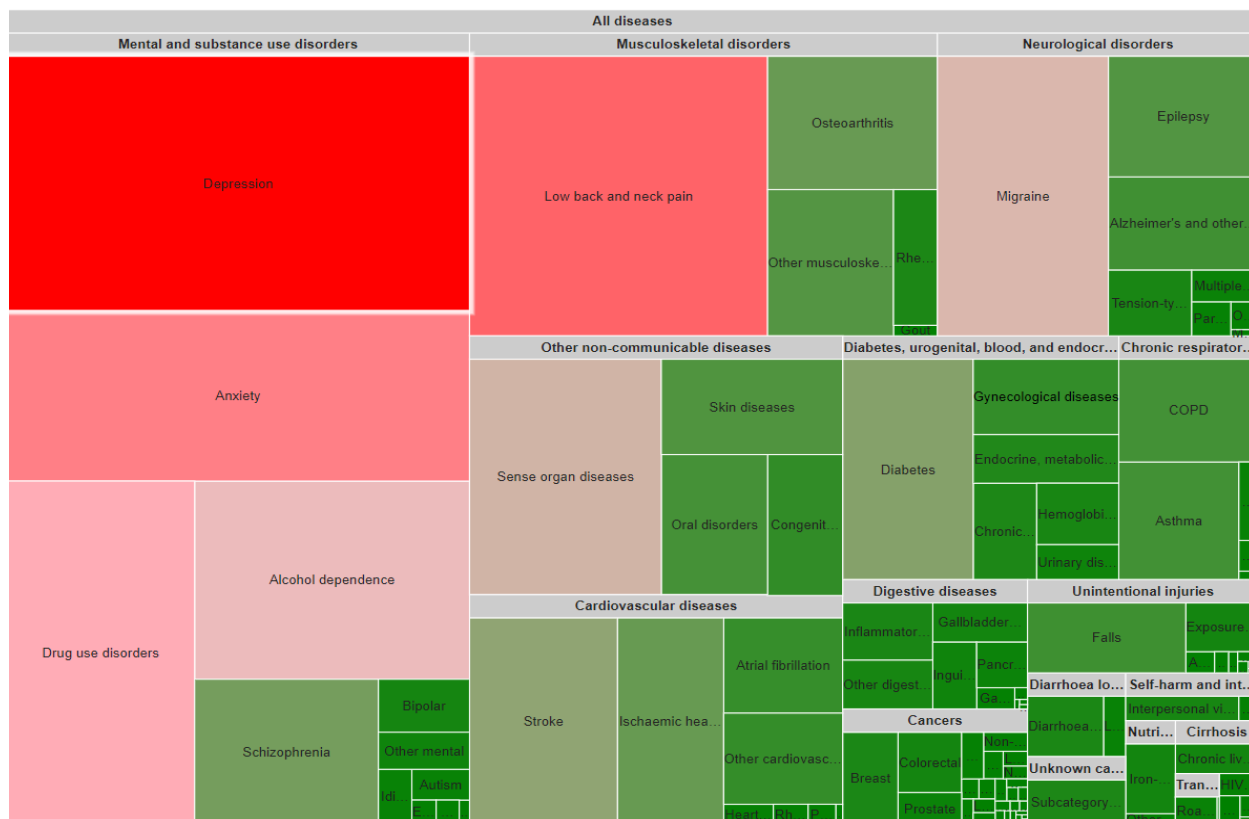 All diseases
Mental and substance use disorders
Musculoskeletal disorders
Neurological disorders
Depression
Low back and neck pain
Osteoarthritis
Other musculoske...
Rhe...
Gout
Migraine
Epilepsy
Alzheimer's and other...
Tension-ty...
Multiple...
Par...
O
Anxiety
Drug use disorders
Alcohol dependence
Schizophrenia
Bipolar
Other mental
Idi...
Autism
E...
...
Other non-communicable diseases
Diabetes, urogenital, blood, and endocr...
Chronic respirator...
Sense organ diseases
Skin diseases
Oral disorders
Congenit...
Diabetes
Gynecological diseases
Endocrine, metabolic...
Chronic...
Hemoglobi...
Urinary dis...
COPD
Asthma
...
Cardiovascular diseases
Stroke
Ischaemic hea...
Atrial fibrillation
Other cardiovasc...
Heart...
Rh...
P...
Digestive diseases
Inflammator...
Other digest...
Gallbladder...
Ingui...
Pancr...
Ga...
Unintentional injuries
Falls
Exposure...
A...
...
Cancers
Breast
Colorectal
Prostate
...
Non-...
L...
N...
...
L...
Diarrhoea lo...
Diarrhoea...
L...
Self-harm and int...
Interpersonal vi...
Unknown ca...
Subcategory...
Nutri...
Iron-...
Cirrhosis
Chronic liv...
Tran...
Roa...
HIV...